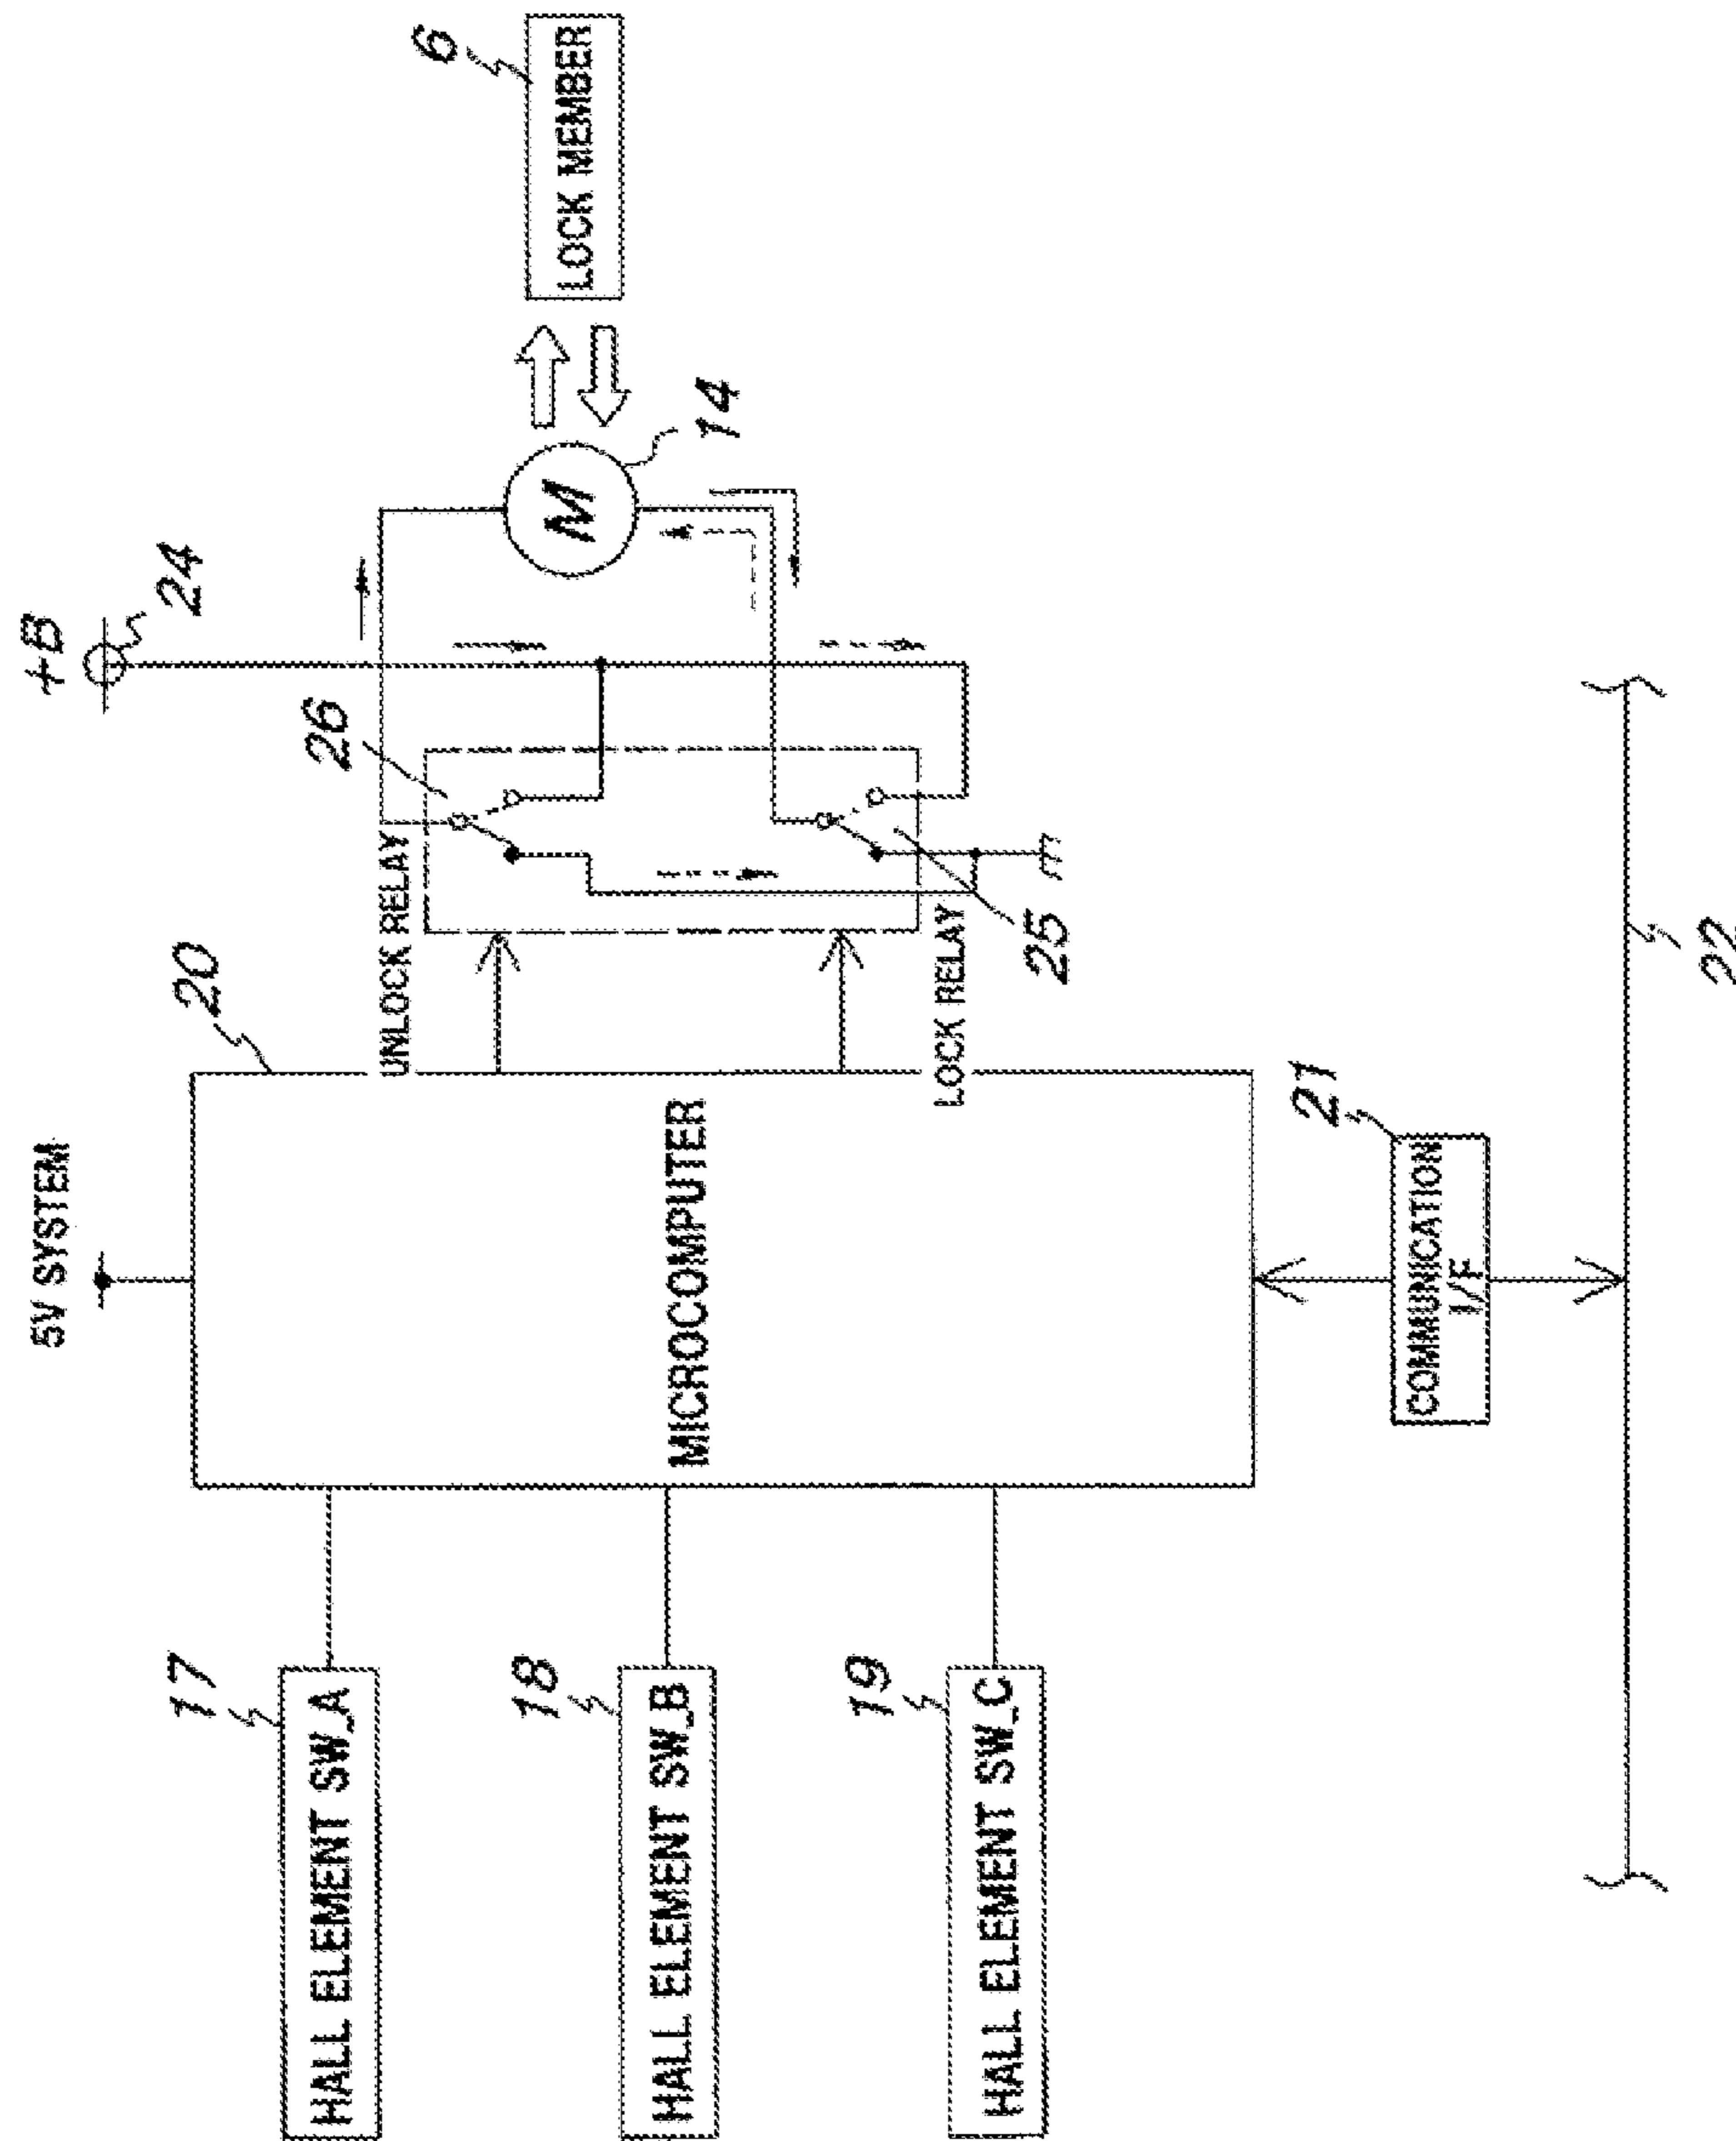 5V SYSTEM
+B
24
20
UNLOCK RELAY
26
17
HALL ELEMENT SW_A
M
6
LOCK MEMBER
14
18
HALL ELEMENT SW_B
MICROCOMPUTER
19
HALL ELEMENT SW_C
LOCK RELAY
25
21
COMMUNICATION
I/F
22